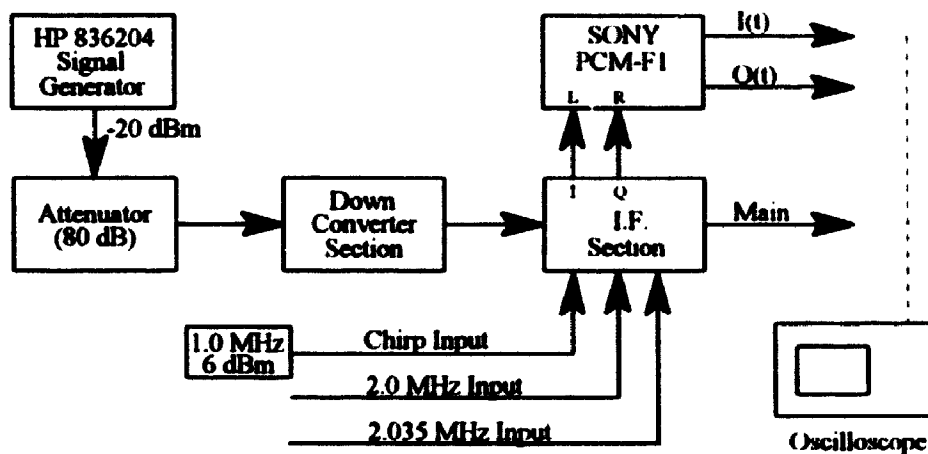 HP 836204
Signal
Generator
SONY
PCM-F1
L R
I(t)
Q(t)
-20 dBm
Attenuator
(80 dB)
Down
Converter
Section
I Q
I.F.
Section
Main
1.0 MHz
6 dBm
Chirp Input
2.0 MHz Input
2.035 MHz Input
Oscilloscope